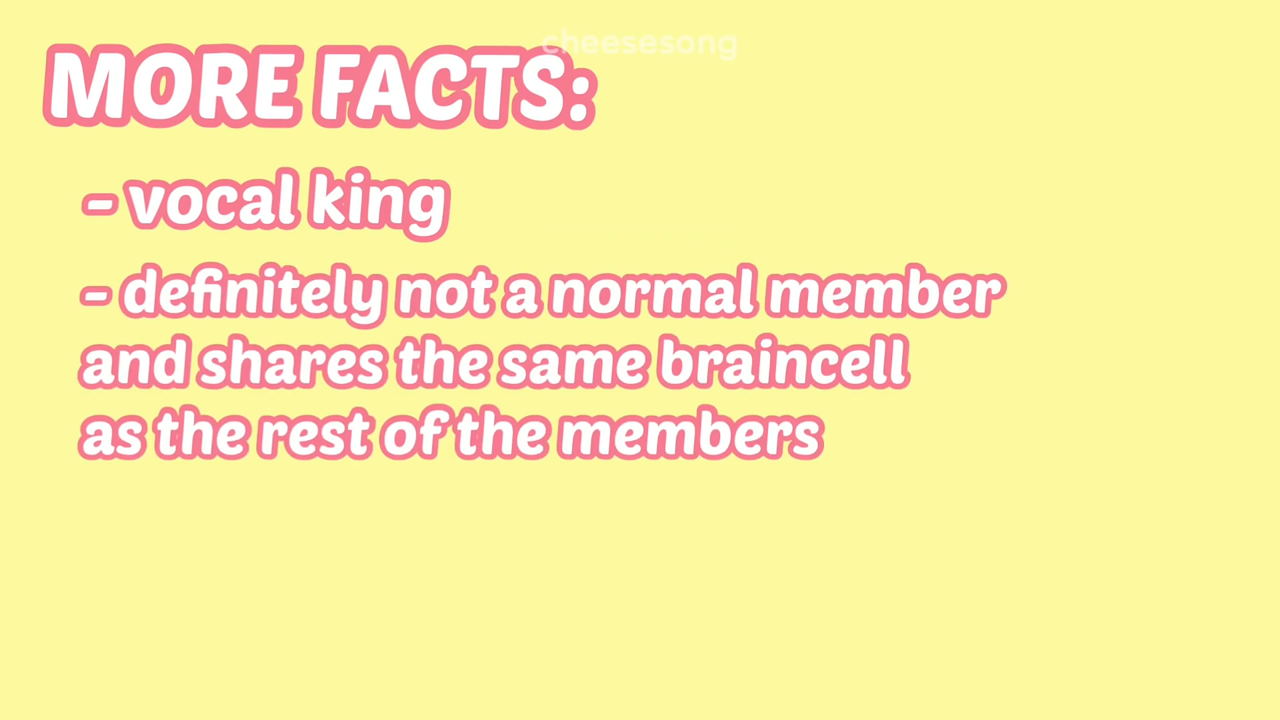 cheesesong
MORE FACTS:
- vocal king
- definitely not a normal member
and shares the same braincell
as the rest of the members